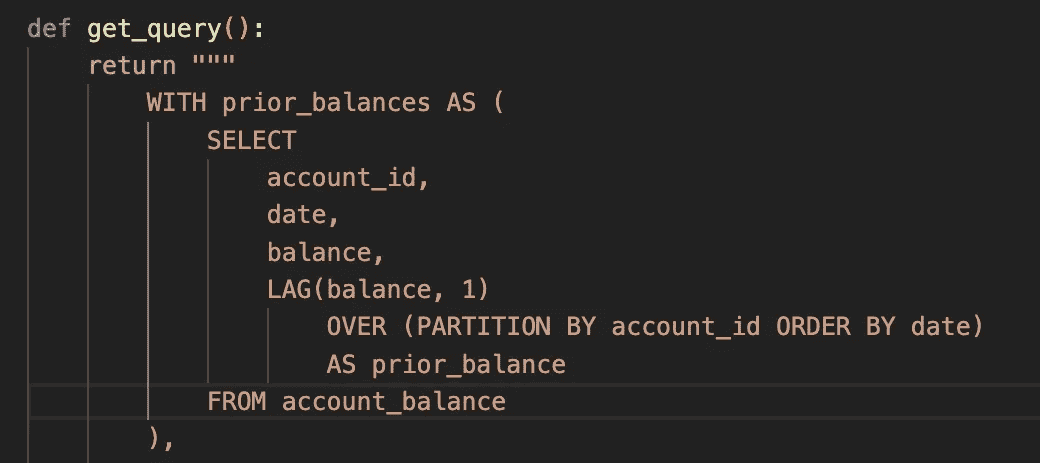 def get_query():
return """
WITH prior_balances AS (
SELECT
account_id,
date,
balance,
LAG(balance, 1)
OVER (PARTITION BY account_id ORDER BY date)
AS prior_balance
FROM account_balance
),